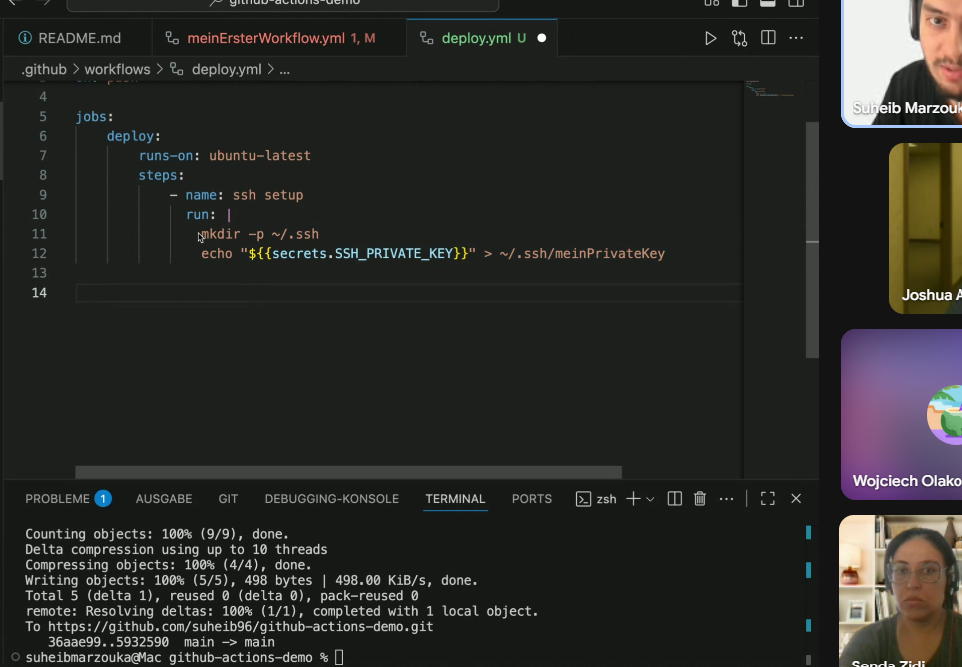 github-actions-demo
README.md
meinErsterWorkflow.yml 1, M
deploy.yml U
.github > workflows > deploy.yml > ...
4
5 jobs:
6 deploy:
7 runs-on: ubuntu-latest
8 steps:
9 - name: ssh setup
10 run: |
11 mkdir -p ~/.ssh
12 echo "${{secrets.SSH_PRIVATE_KEY}}" > ~/.ssh/meinPrivateKey
13
14
PROBLEME 1 AUSGABE GIT DEBUGGING-KONSOLE TERMINAL PORTS zsh
Counting objects: 100% (9/9), done.
Delta compression using up to 10 threads
Compressing objects: 100% (4/4), done.
Writing objects: 100% (5/5), 498 bytes | 498.00 KiB/s, done.
Total 5 (delta 1), reused 0 (delta 0), pack-reused 0
remote: Resolving deltas: 100% (1/1), completed with 1 local object.
To https://github.com/suheib96/github-actions-demo.git
36aae99..5932590 main -> main
suheibmarzouka@Mac github-actions-demo %
Suheib Marzouk
Joshua A
Wojciech Olako
Senda Zidi